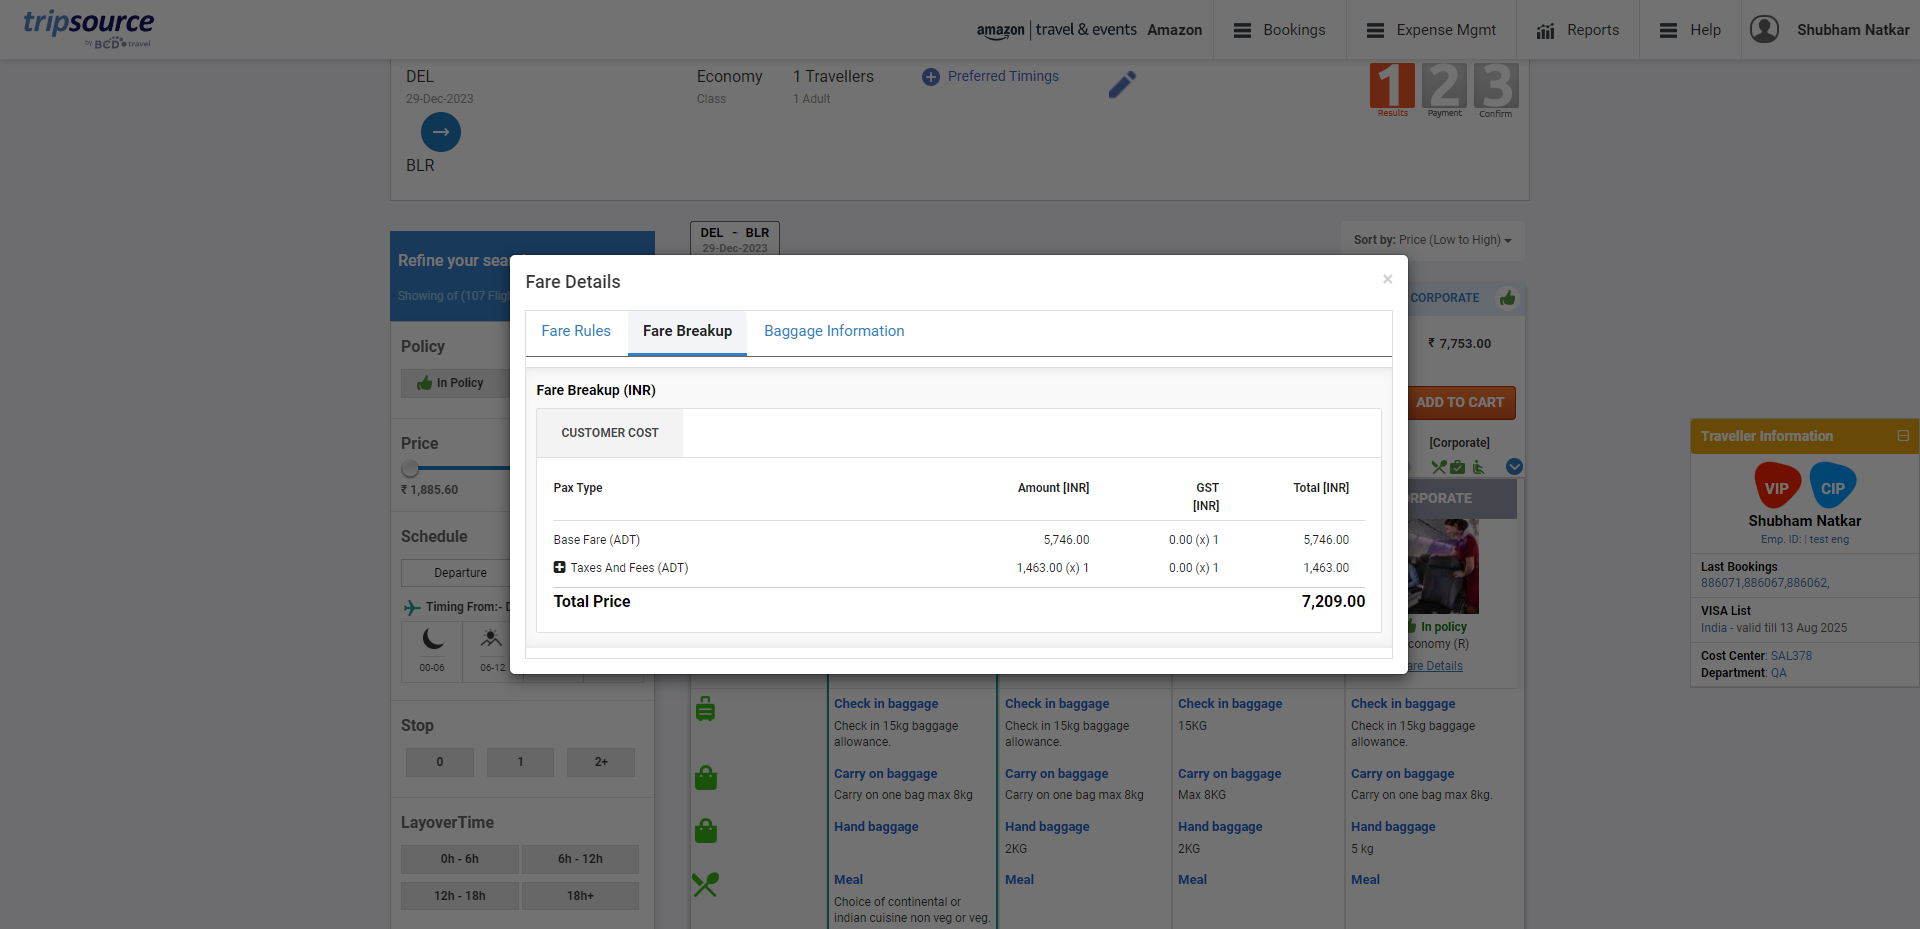 tripsource
by BCD travel
amazon | travel & events Amazon
Bookings
Expense Mgmt
Reports
Help
Shubham Natkar
DEL
29-Dec-2023
BLR
Economy
Class
1 Travellers
1 Adult
Preferred Timings
1 2 3
Results Payment Confirm
Refine your sea
Showing of (107 Flig
DEL - BLR
29-Dec-2023
Sort by: Price (Low to High)
Policy
In Policy
Price
₹ 1,885.60
Schedule
Departure
Timing From:- D
00-06
06-12
Stop
0 1 2+
LayoverTime
0h - 6h 6h - 12h
12h - 18h 18h+
Fare Details
×
Fare Rules
Fare Breakup
Baggage Information
Fare Breakup (INR)
CUSTOMER COST
Pax Type Amount [INR] GST [INR] Total [INR]
Base Fare (ADT) 5,746.00 0.00 (x) 1 5,746.00
Taxes And Fees (ADT) 1,463.00 (x) 1 0.00 (x) 1 1,463.00
Total Price 7,209.00
CORPORATE
₹ 7,753.00
ADD TO CART
[Corporate]
RPORATE
In policy
conomy (R)
are Details
Check in baggage Check in baggage Check in baggage Check in baggage
Check in 15kg baggage Check in 15kg baggage 15KG Check in 15kg baggage
allowance. allowance. allowance.
Carry on baggage Carry on baggage Carry on baggage Carry on baggage
Carry on one bag max 8kg Carry on one bag max 8kg Max 8KG Carry on one bag max 8kg.
Hand baggage Hand baggage Hand baggage Hand baggage
2KG 2KG 5 kg
Meal Meal Meal Meal
Choice of continental or
indian cuisine non veg or veg.
Traveller Information
VIP CIP
Shubham Natkar
Emp. ID: | test eng
Last Bookings
886071,886067,886062,
VISA List
India - valid till 13 Aug 2025
Cost Center: SAL378
Department: QA